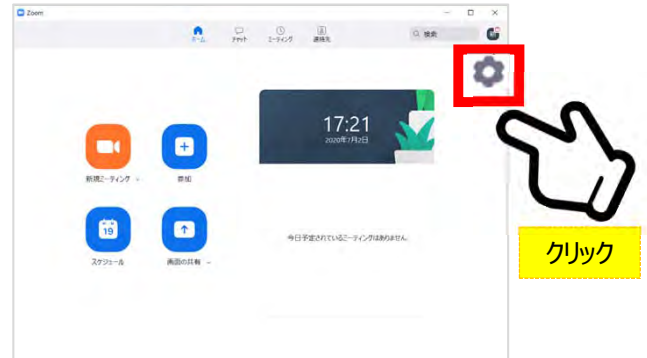 Zoom
ホーム
チャット
ミーティング
連絡先
検索
17:21
2020年7月2日
新規ミーティング
参加
19
スケジュール
画面の共有
今日予定されているミーティングはありません。
クリック